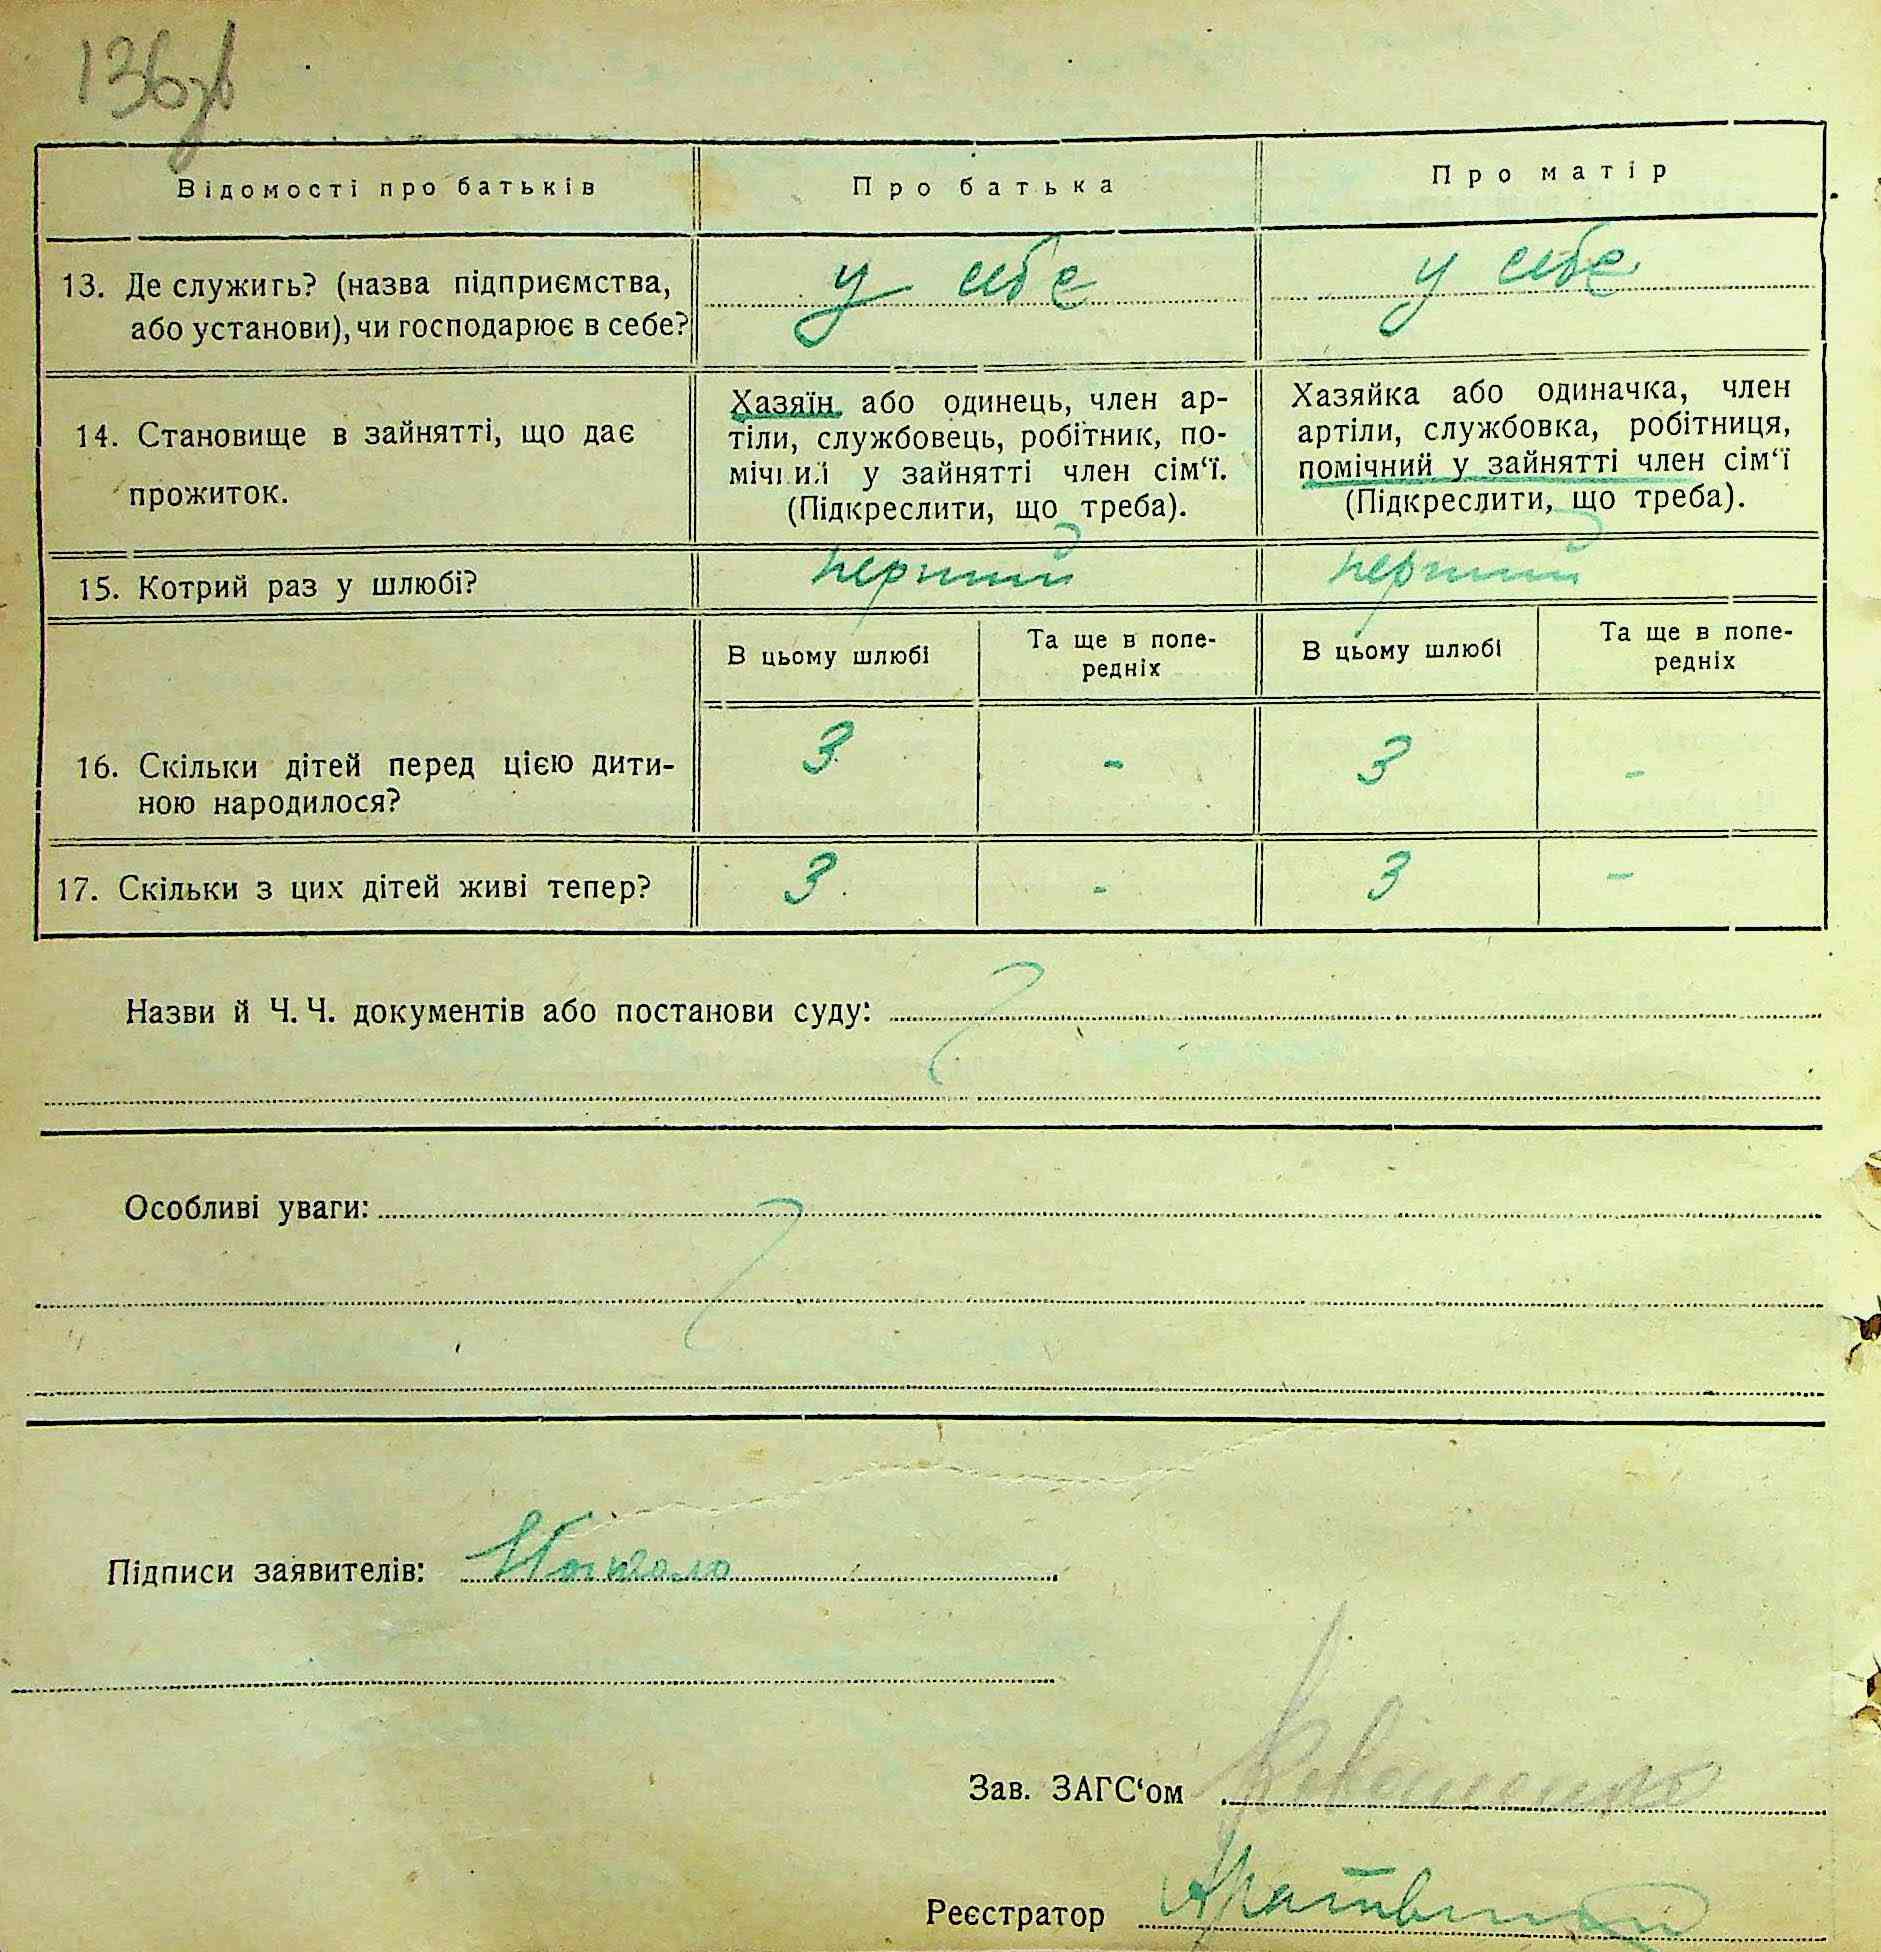 136зв
Відомості про батьків
Про батька
Про матір
13. Де служить? (назва підприємства,
або установи), чи господарює в себе?
у себе
у себе
14. Становище в зайнятті, що дає
прожиток.
Хазяїн або одинець, член ар-
тіли, службовець, робітник, по-
мічний у зайнятті член сім‘ї.
(Підкреслити, що треба).
Хазяйка або одиначка, член
артіли, службовка, робітниця,
помічний у зайнятті член сім‘ї
(Підкреслити, що треба).
15. Котрий раз у шлюбі?
перший
перший
В цьому шлюбі
Та ще в попе-
редніх
В цьому шлюбі
Та ще в попе-
редніх
16. Скільки дітей перед цією дити-
ною народилося?
3
-
3
-
17. Скільки з цих дітей живі тепер?
3
-
3
-
Назви й Ч. Ч. документів або постанови суду:
Особливі уваги:
Підписи заявителів:
Зав. ЗАГС‘ом
Реєстратор